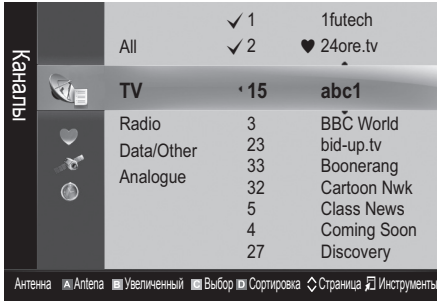 Каналы
✓ 1 1futech
All ✓ 2 ♥ 24ore.tv
TV 15 abc1
Radio 3 BBC World
Data/Other 23 bid-up.tv
Analogue 33 Boonerang
32 Cartoon Nwk
5 Class News
4 Coming Soon
27 Discovery
Антенна A Antena B Увеличенный C Выбор D Сортировка Страница Инструменты